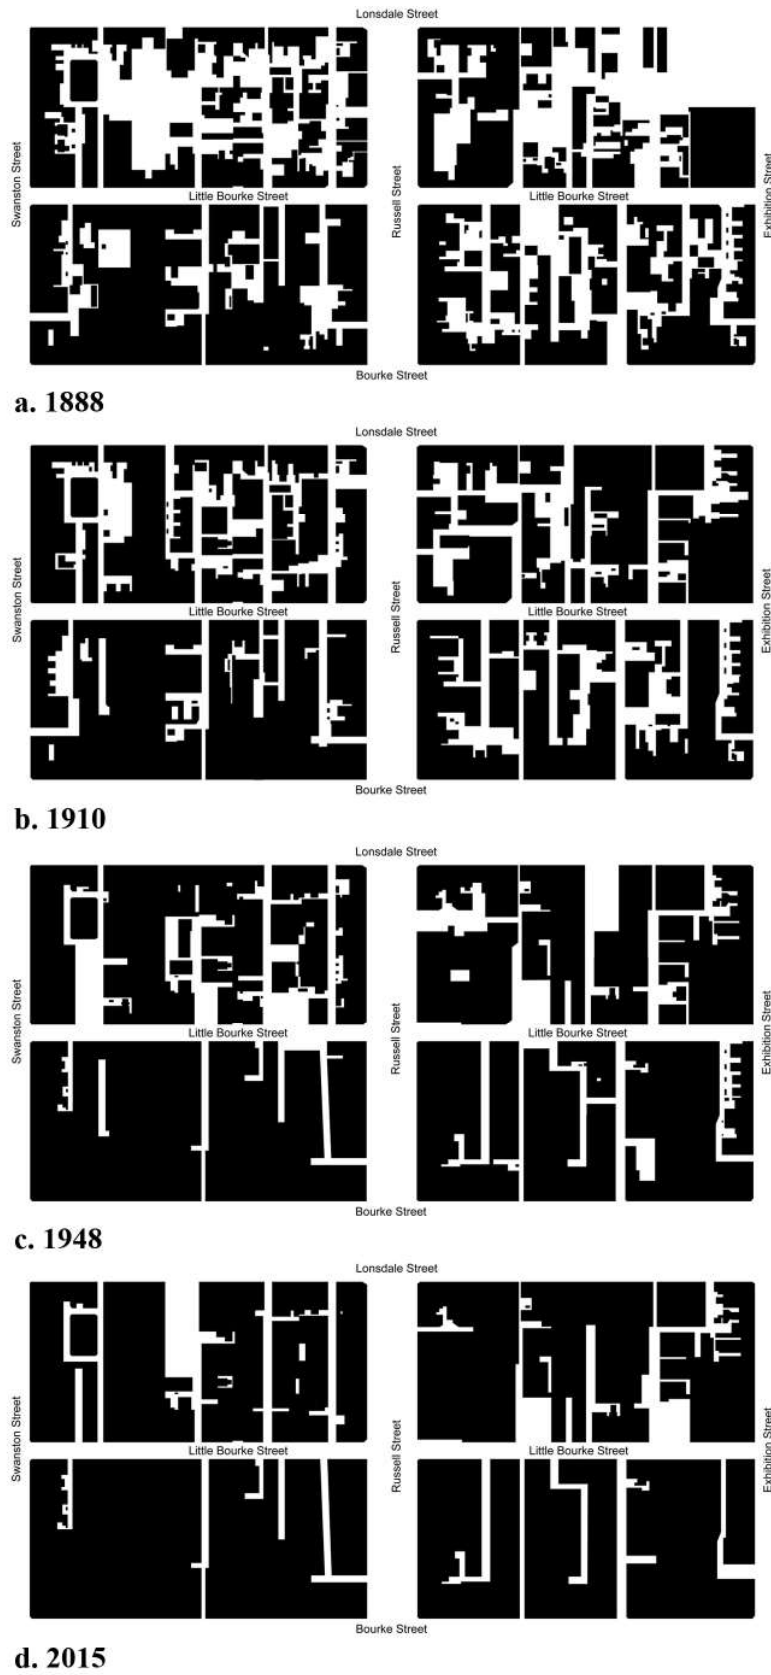 Lonsdale Street
Swanston Street
Little Bourke Street
Russell Street
Little Bourke Street
Exhibition Street
Bourke Street
a. 1888
Lonsdale Street
Swanston Street
Little Bourke Street
Russell Street
Little Bourke Street
Exhibition Street
Bourke Street
b. 1910
Lonsdale Street
Swanston Street
Little Bourke Street
Russell Street
Little Bourke Street
Exhibition Street
Bourke Street
c. 1948
Lonsdale Street
Swanston Street
Little Bourke Street
Russell Street
Little Bourke Street
Exhibition Street
Bourke Street
d. 2015